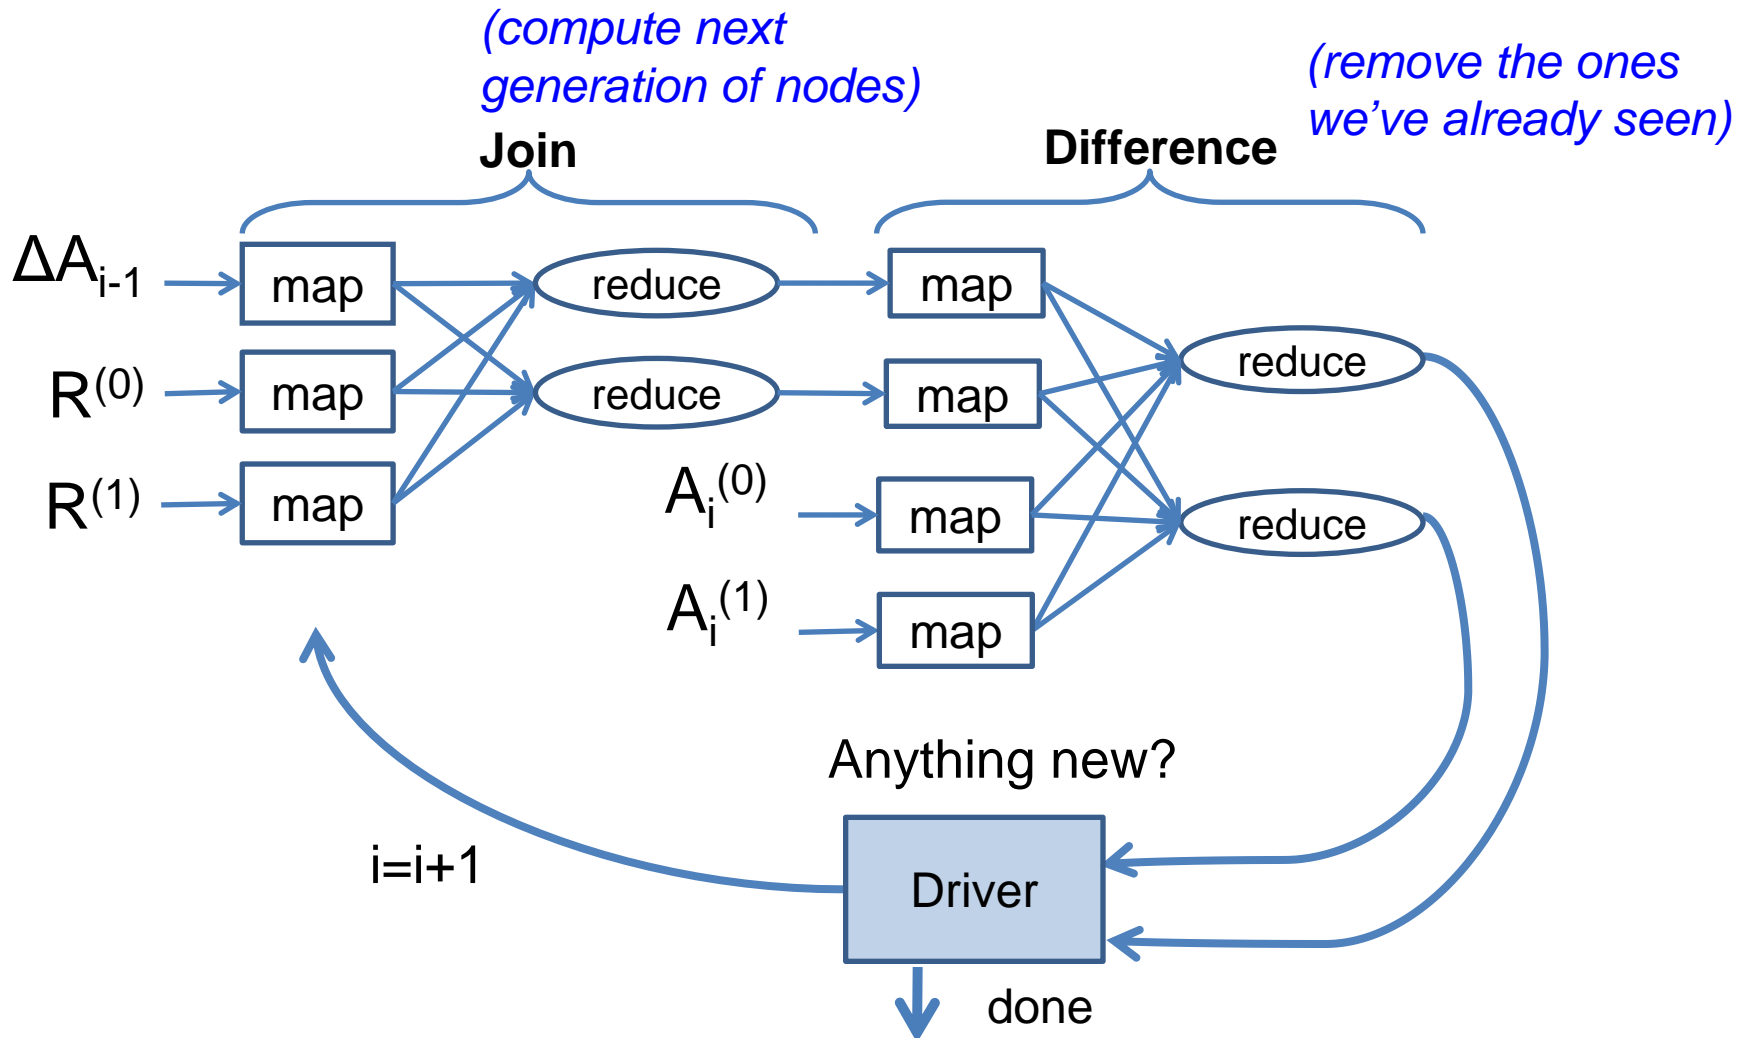 (compute next
generation of nodes)
(remove the ones
we’ve already seen)
Join
Difference
ΔAi-1
map
reduce
map
R(0)
map
reduce
map
reduce
R(1)
map
Ai(0)
map
reduce
Ai(1)
map
Anything new?
i=i+1
Driver
done